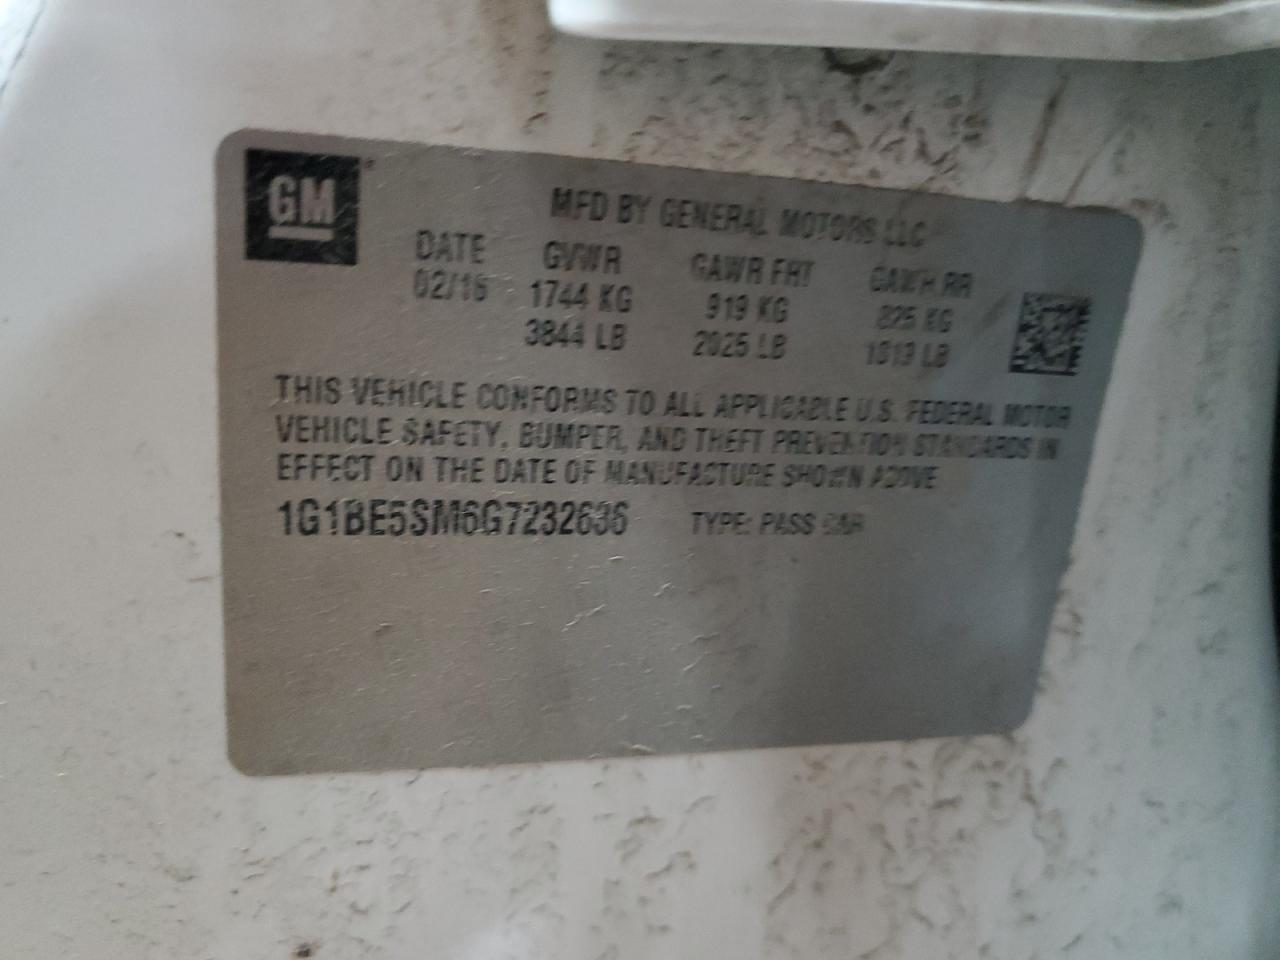 GM
MFD BY GENERAL MOTORS LLC
DATE GVWR GAWR FRT GAWR RR
02/16 1744 KG 919 KG 825 KG
3844 LB 2025 LB 1819 LB
THIS VEHICLE CONFORMS TO ALL APPLICABLE U.S. FEDERAL MOTOR
VEHICLE SAFETY, BUMPER, AND THEFT PREVENTION STANDARDS IN
EFFECT ON THE DATE OF MANUFACTURE SHOWN ABOVE
1G1BE5SM6G7232636 TYPE: PASS CAR